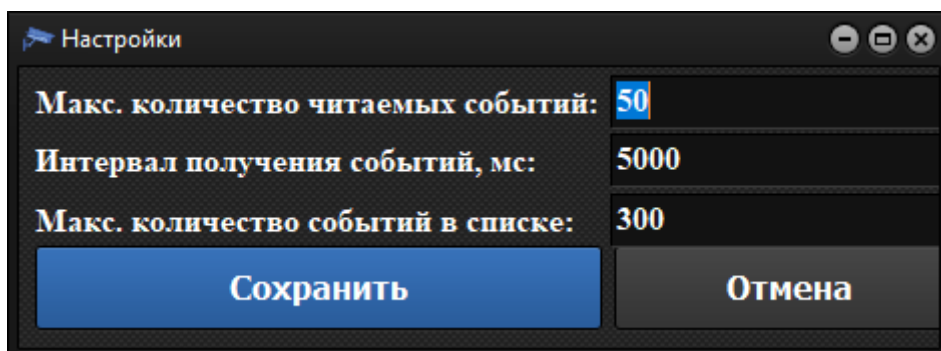 Настройки
Макс. количество читаемых событий: 50
Интервал получения событий, мс: 5000
Макс. количество событий в списке: 300
Сохранить Отмена